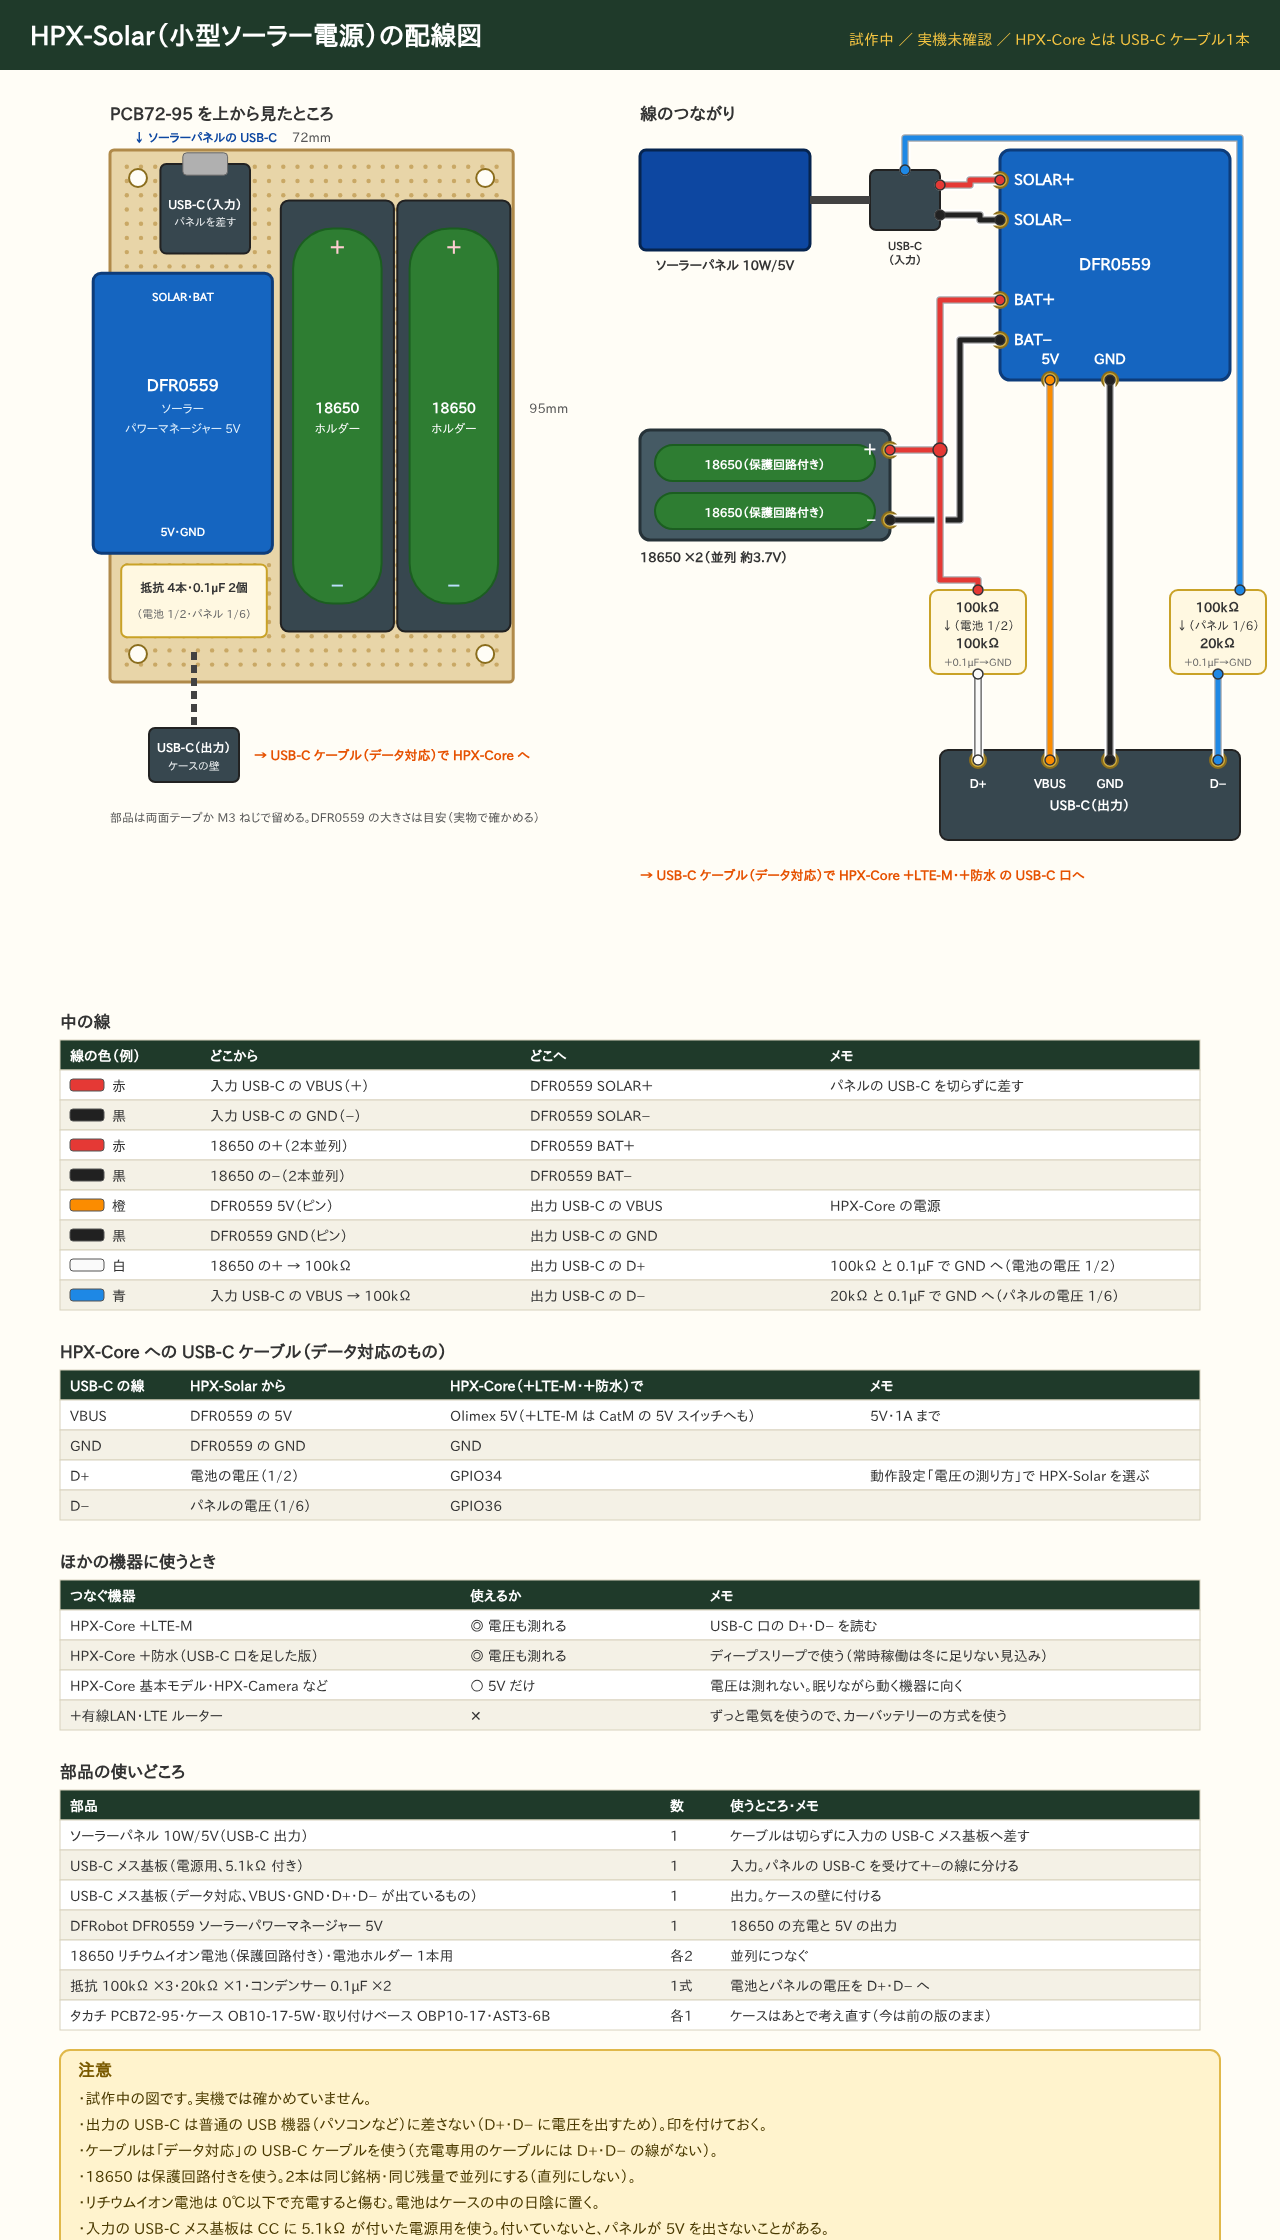 HPX-Solar（小型ソーラー電源）の配線図
試作中 ／ 実機未確認 ／ HPX-Core とは USB-C ケーブル1本
PCB72-95 を上から見たところ
↓ ソーラーパネルの USB-C 72mm
USB-C（入力）
パネルを差す
SOLAR・BAT
DFR0559
ソーラー
パワーマネージャー 5V
5V・GND
+
18650
ホルダー
−
+
18650
ホルダー
−
95mm
抵抗 4本・0.1µF 2個
（電池 1/2・パネル 1/6）
USB-C（出力）
ケースの壁
→ USB-C ケーブル（データ対応）で HPX-Core へ
部品は両面テープか M3 ねじで留める。DFR0559 の大きさは目安（実物で確かめる）
線のつながり
ソーラーパネル 10W/5V
USB-C
（入力）
SOLAR+
SOLAR−
DFR0559
BAT+
BAT−
5V GND
+
18650（保護回路付き）
18650（保護回路付き）
−
18650 ×2（並列 約3.7V）
100kΩ
↓（電池 1/2）
100kΩ
+0.1µF→GND
100kΩ
↓（パネル 1/6）
20kΩ
+0.1µF→GND
D+ VBUS GND D−
USB-C（出力）
→ USB-C ケーブル（データ対応）で HPX-Core +LTE-M・+防水 の USB-C 口へ
中の線
線の色（例） どこから どこへ メモ
赤 入力 USB-C の VBUS（+） DFR0559 SOLAR+ パネルの USB-C を切らずに差す
黒 入力 USB-C の GND（−） DFR0559 SOLAR−
赤 18650 の+（2本並列） DFR0559 BAT+
黒 18650 の−（2本並列） DFR0559 BAT−
橙 DFR0559 5V（ピン） 出力 USB-C の VBUS HPX-Core の電源
黒 DFR0559 GND（ピン） 出力 USB-C の GND
白 18650 の+ → 100kΩ 出力 USB-C の D+ 100kΩ と 0.1µF で GND へ（電池の電圧 1/2）
青 入力 USB-C の VBUS → 100kΩ 出力 USB-C の D− 20kΩ と 0.1µF で GND へ（パネルの電圧 1/6）
HPX-Core への USB-C ケーブル（データ対応のもの）
USB-C の線 HPX-Solar から HPX-Core（+LTE-M・+防水）で メモ
VBUS DFR0559 の 5V Olimex 5V（+LTE-M は CatM の 5V スイッチへも） 5V・1A まで
GND DFR0559 の GND GND
D+ 電池の電圧（1/2） GPIO34 動作設定「電圧の測り方」で HPX-Solar を選ぶ
D− パネルの電圧（1/6） GPIO36
ほかの機器に使うとき
つなぐ機器 使えるか メモ
HPX-Core +LTE-M ◎ 電圧も測れる USB-C 口の D+・D− を読む
HPX-Core +防水（USB-C 口を足した版） ◎ 電圧も測れる ディープスリープで使う（常時稼働は冬に足りない見込み）
HPX-Core 基本モデル・HPX-Camera など ○ 5V だけ 電圧は測れない。眠りながら動く機器に向く
+有線LAN・LTE ルーター × ずっと電気を使うので、カーバッテリーの方式を使う
部品の使いどころ
部品 数 使うところ・メモ
ソーラーパネル 10W/5V（USB-C 出力） 1 ケーブルは切らずに入力の USB-C メス基板へ差す
USB-C メス基板（電源用、5.1kΩ 付き） 1 入力。パネルの USB-C を受けて+−の線に分ける
USB-C メス基板（データ対応、VBUS・GND・D+・D− が出ているもの） 1 出力。ケースの壁に付ける
DFRobot DFR0559 ソーラーパワーマネージャー 5V 1 18650 の充電と 5V の出力
18650 リチウムイオン電池（保護回路付き）・電池ホルダー 1本用 各2 並列につなぐ
抵抗 100kΩ ×3・20kΩ ×1・コンデンサー 0.1µF ×2 1式 電池とパネルの電圧を D+・D− へ
タカチ PCB72-95・ケース OB10-17-5W・取り付けベース OBP10-17・AST3-6B 各1 ケースはあとで考え直す（今は前の版のまま）
注意
・試作中の図です。実機では確かめていません。
・出力の USB-C は普通の USB 機器（パソコンなど）に差さない（D+・D− に電圧を出すため）。印を付けておく。
・ケーブルは「データ対応」の USB-C ケーブルを使う（充電専用のケーブルには D+・D− の線がない）。
・18650 は保護回路付きを使う。2本は同じ銘柄・同じ残量で並列にする（直列にしない）。
・リチウムイオン電池は 0℃以下で充電すると傷む。電池はケースの中の日陰に置く。
・入力の USB-C メス基板は CC に 5.1kΩ が付いた電源用を使う。付いていないと、パネルが 5V を出さないことがある。